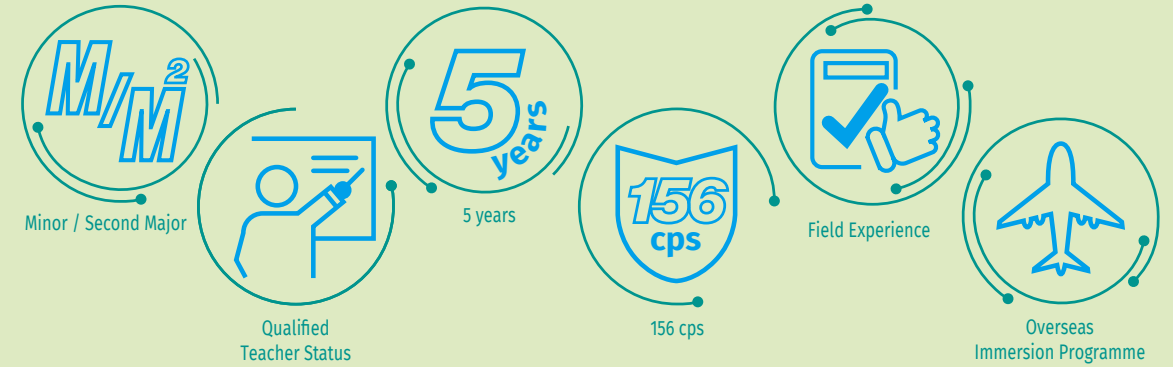 M/M²
Minor / Second Major
Qualified
Teacher Status
5
years
5 years
156
cps
156 cps
Field Experience
Overseas
Immersion Programme